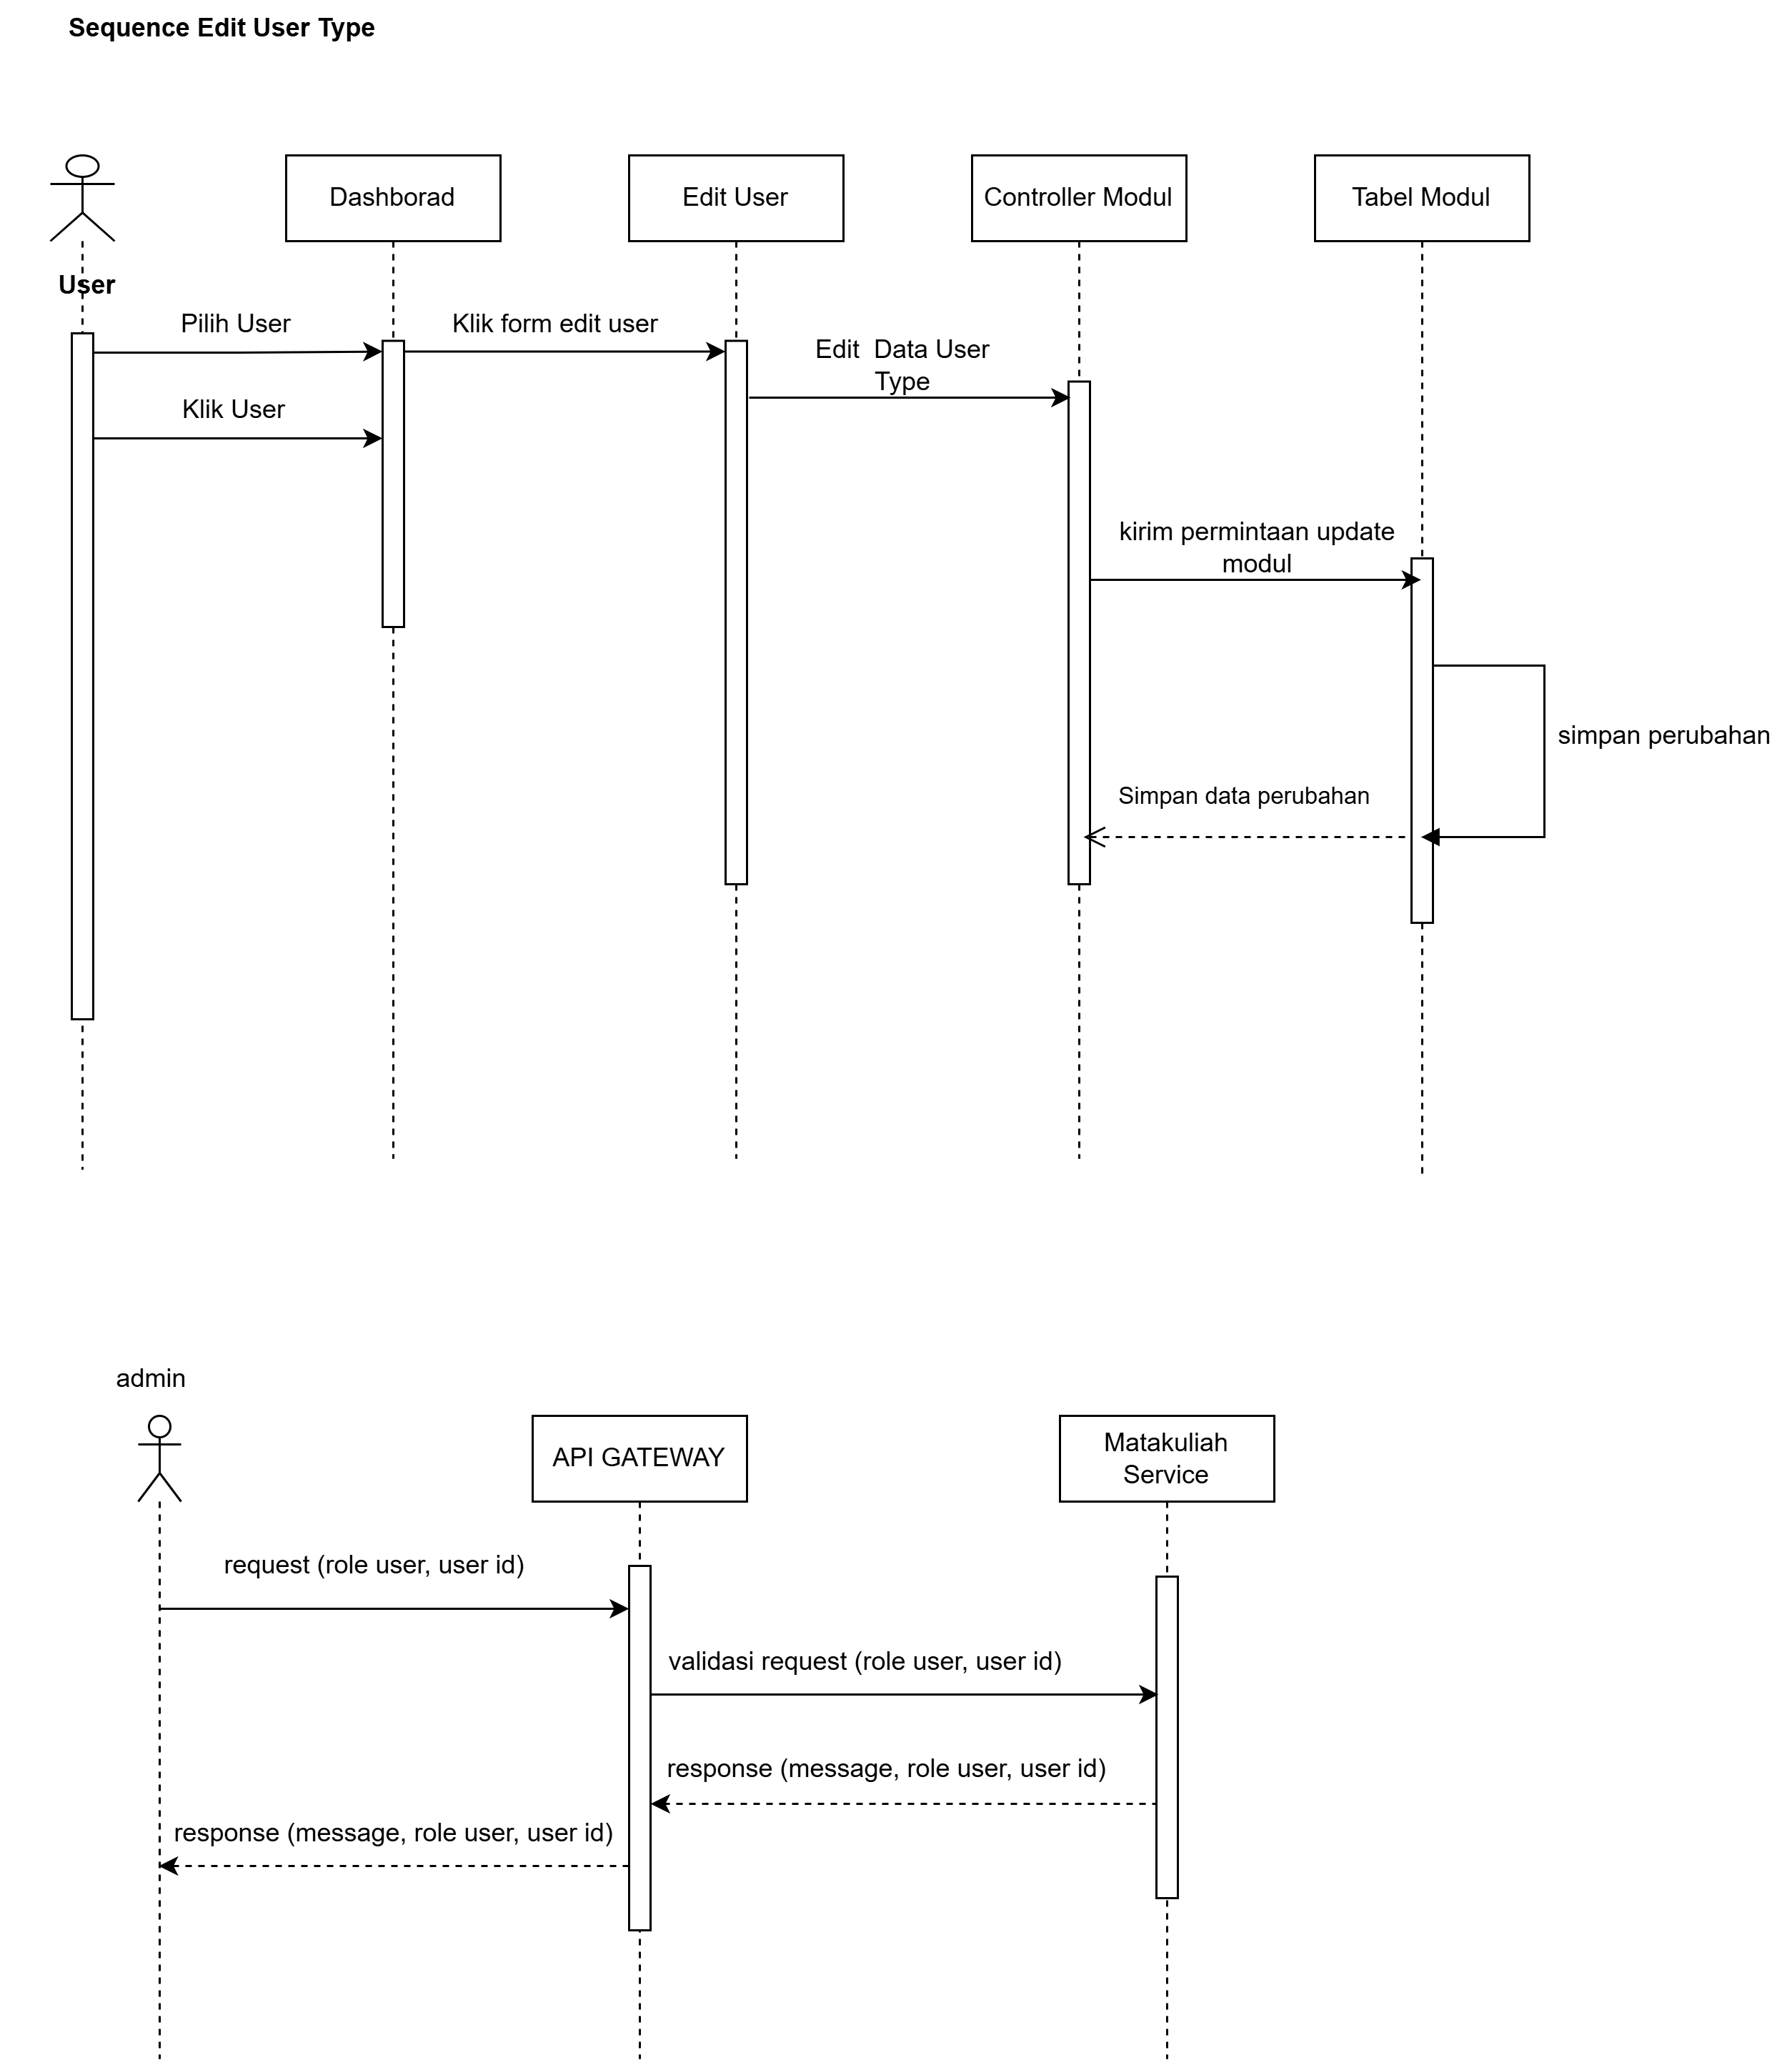 Sequence Edit User Type
Dashborad
Edit User
Controller Modul
Tabel Modul
User
Pilih User
Klik form edit user
Edit  Data User
Type
Klik User
kirim permintaan update
modul
simpan perubahan
Simpan data perubahan
admin
API GATEWAY
Matakuliah
Service
request (role user, user id)
validasi request (role user, user id)
response (message, role user, user id)
response (message, role user, user id)